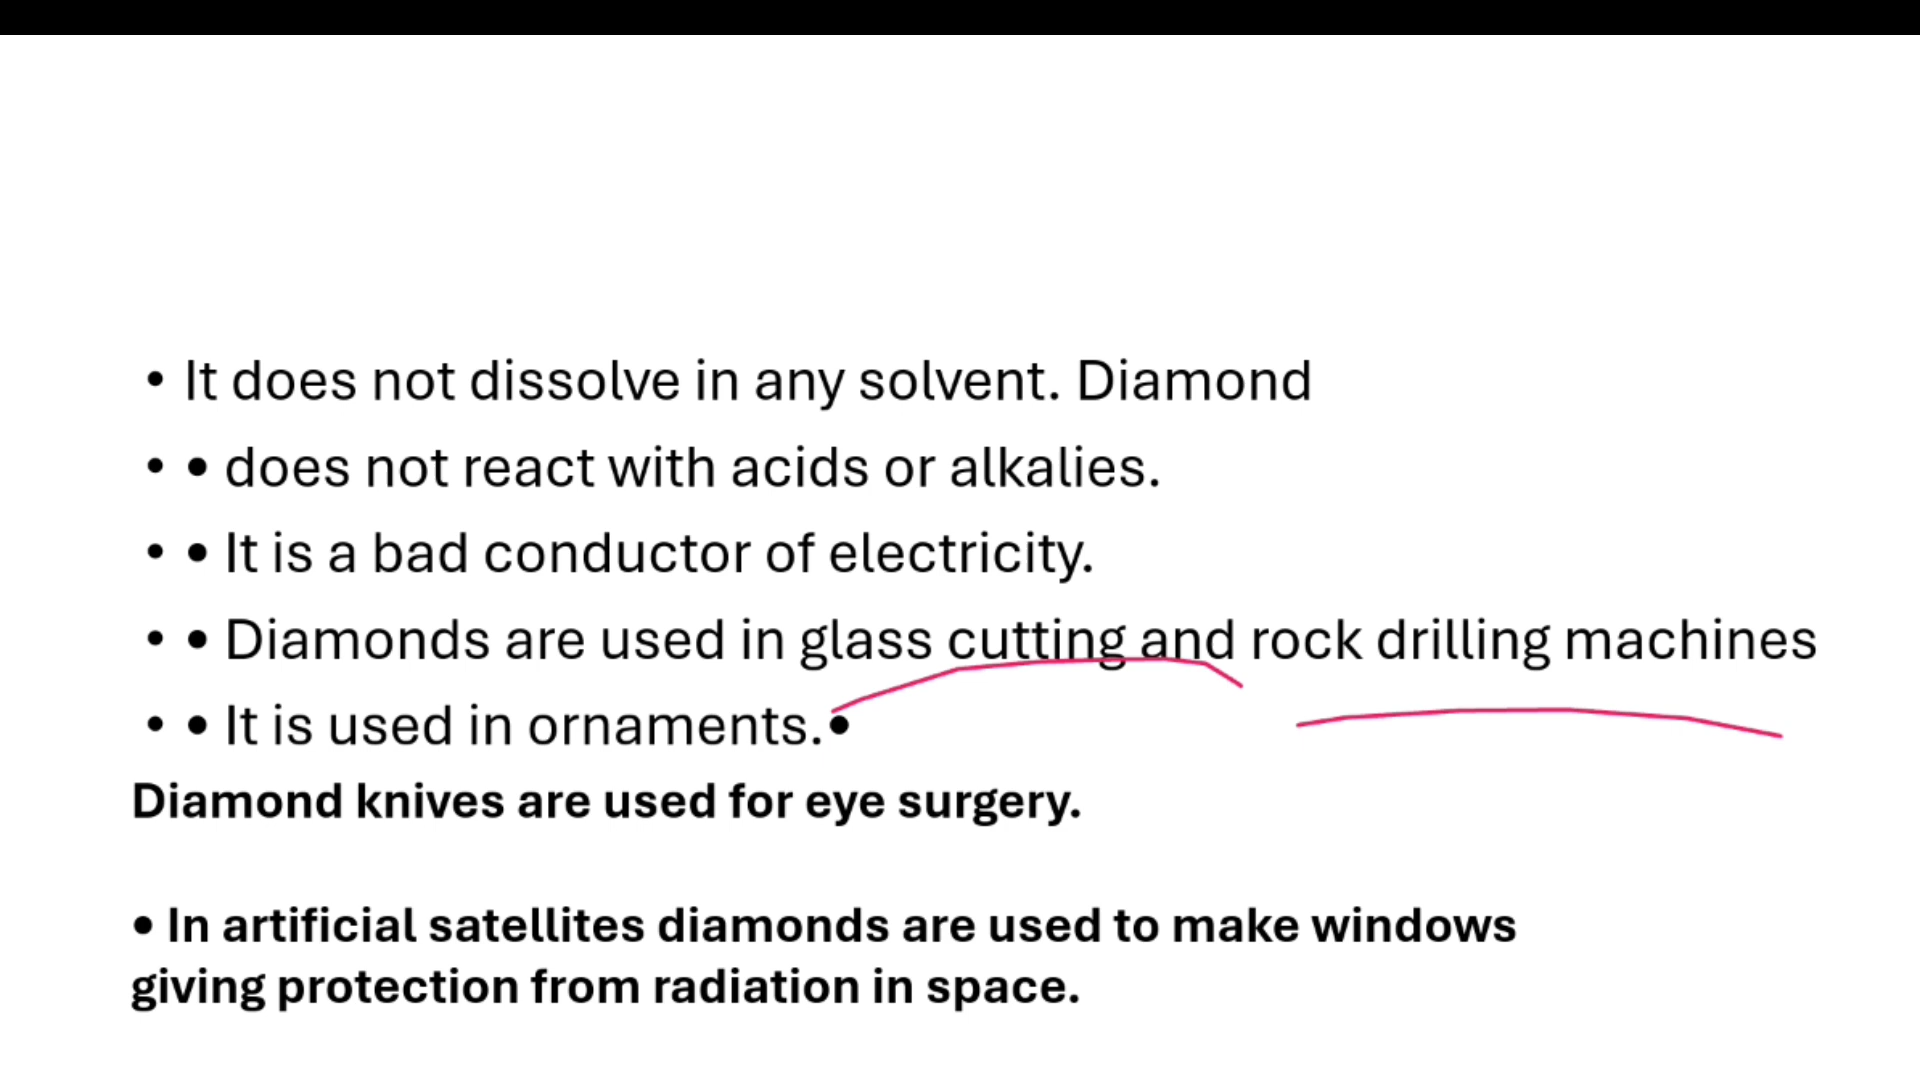 • It does not dissolve in any solvent. Diamond
• • does not react with acids or alkalies.
• • It is a bad conductor of electricity.
• • Diamonds are used in glass cutting and rock drilling machines
• • It is used in ornaments.•
Diamond knives are used for eye surgery.
• In artificial satellites diamonds are used to make windows
giving protection from radiation in space.